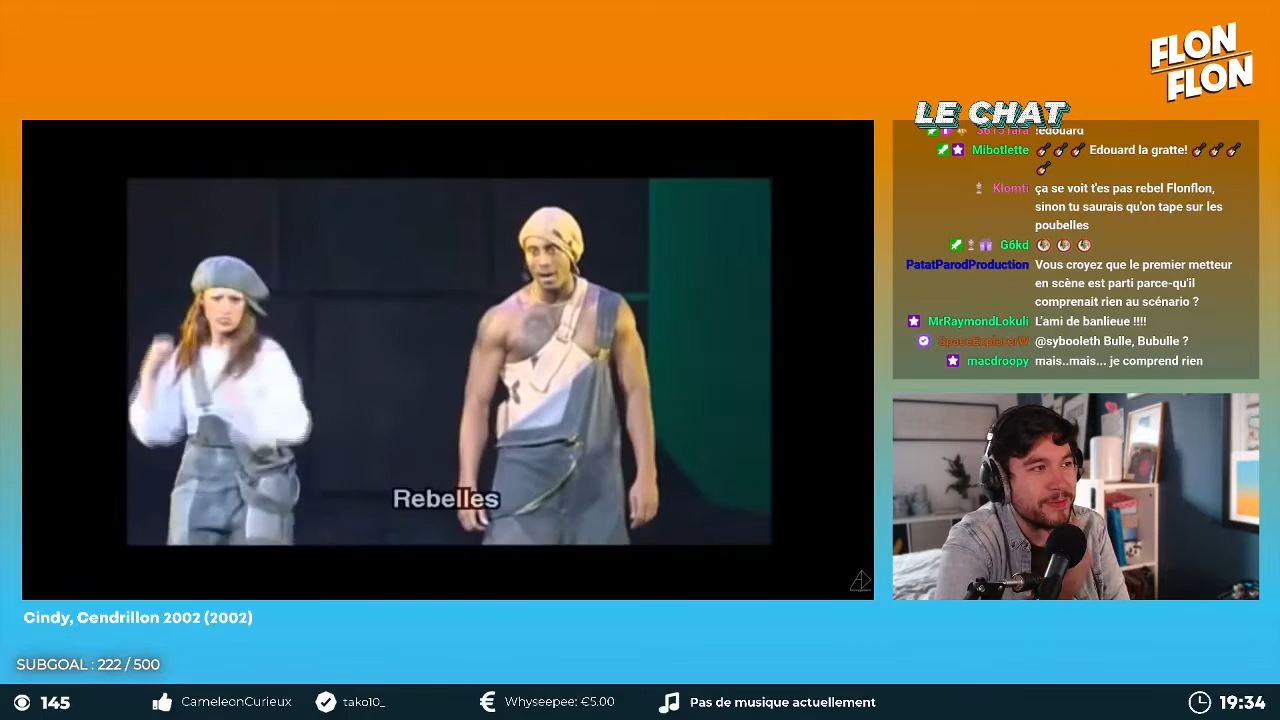 FLON
FLON
LE CHAT
3615Tara !edouard
Mibotlette Edouard la gratte!
Klomti ça se voit t'es pas rebel Flonflon,
sinon tu saurais qu'on tape sur les
poubelles
G6kd
PatatParodProduction Vous croyez que le premier metteur
en scène est parti parce-qu'il
comprenait rien au scénario ?
MrRaymondLokuli L'ami de banlieue !!!!
SpaceExplorerW @sybooleth Bulle, Bubulle ?
macdroopy mais..mais... je comprend rien
Rebelles
Cindy, Cendrillon 2002 (2002)
SUBGOAL : 222 / 500
145 CameleonCurieux tako10_ € Whyseepee: €5.00 Pas de musique actuellement 19:34